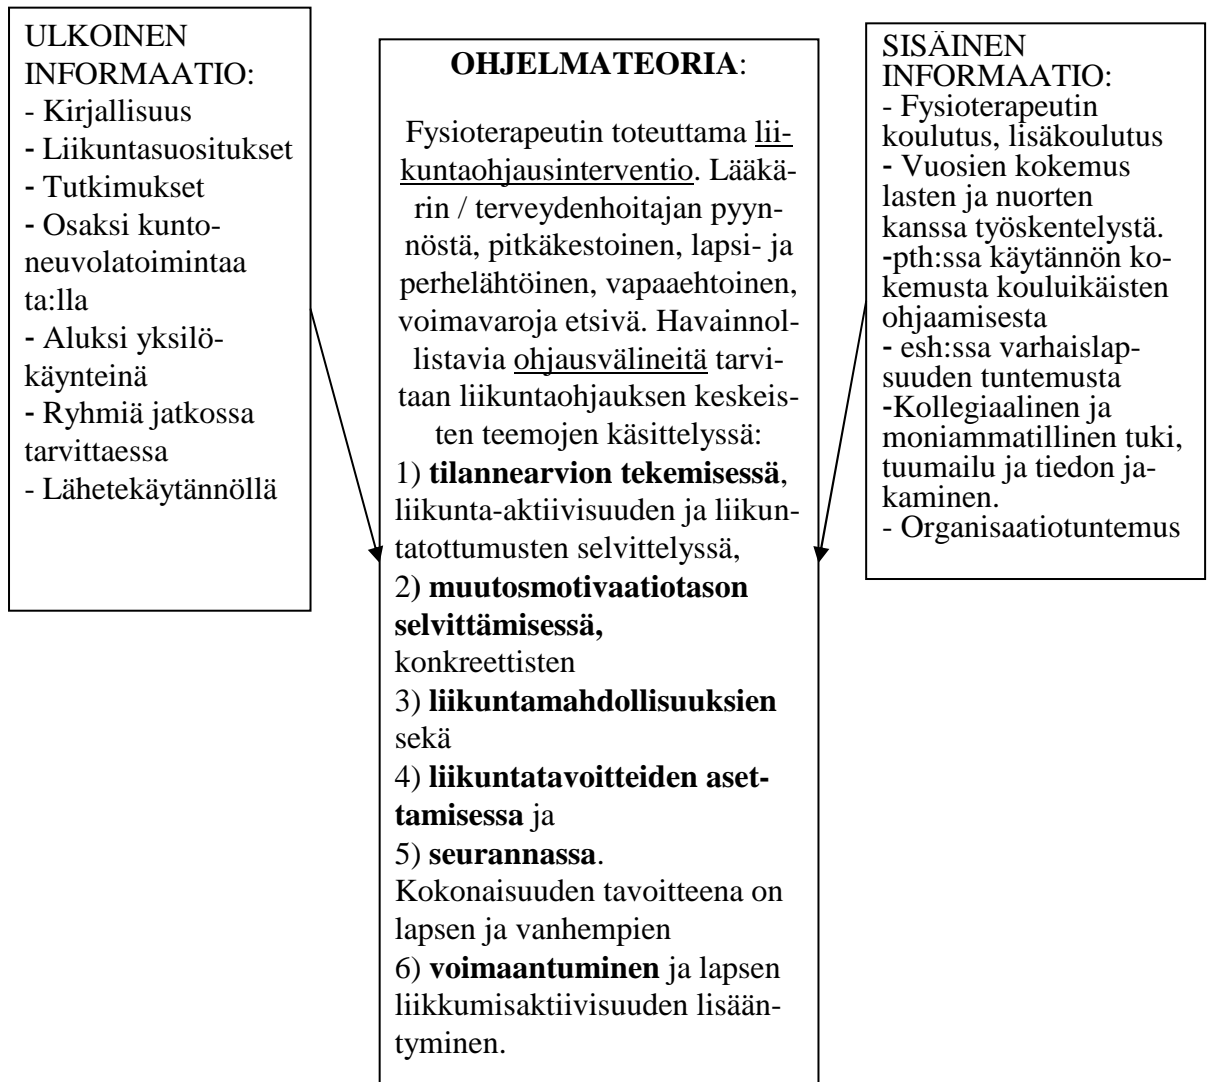 ULKOINEN
INFORMAATIO:
- Kirjallisuus
- Liikuntasuositukset
- Tutkimukset
- Osaksi kunto-
neuvolatoimintaa
ta:lla
- Aluksi yksilö-
käynteinä
- Ryhmiä jatkossa
tarvittaessa
- Lähetekäytännöllä
OHJELMATEORIA:
Fysioterapeutin toteuttama lii-
kuntaohjausinterventio. Lääkä-
rin / terveydenhoitajan pyyn-
nöstä, pitkäkestoinen, lapsi- ja
perhelähtöinen, vapaaehtoinen,
voimavaroja etsivä. Havainnol-
listavia ohjausvälineitä tarvi-
taan liikuntaohjauksen keskeis-
ten teemojen käsittelyssä:
1) tilannearvion tekemisessä,
liikunta-aktiivisuuden ja liikun-
tatottumusten selvittelyssä,
2) muutosmotivaatiotason
selvittämisessä,
konkreettisten
3) liikuntamahdollisuuksien
sekä
4) liikuntatavoitteiden aset-
tamisessa ja
5) seurannassa.
Kokonaisuuden tavoitteena on
lapsen ja vanhempien
6) voimaantuminen ja lapsen
liikkumisaktiivisuuden lisään-
tyminen.
SISÄINEN
INFORMAATIO:
- Fysioterapeutin
koulutus, lisäkoulutus
- Vuosien kokemus
lasten ja nuorten
kanssa työskentelystä.
-pth:ssa käytännön ko-
kemusta kouluikäisten
ohjaamisesta
- esh:ssa varhaislap-
suuden tuntemusta
-Kollegiaalinen ja
moniammatillinen tuki,
tuumailu ja tiedon ja-
kaminen.
- Organisaatiotuntemus